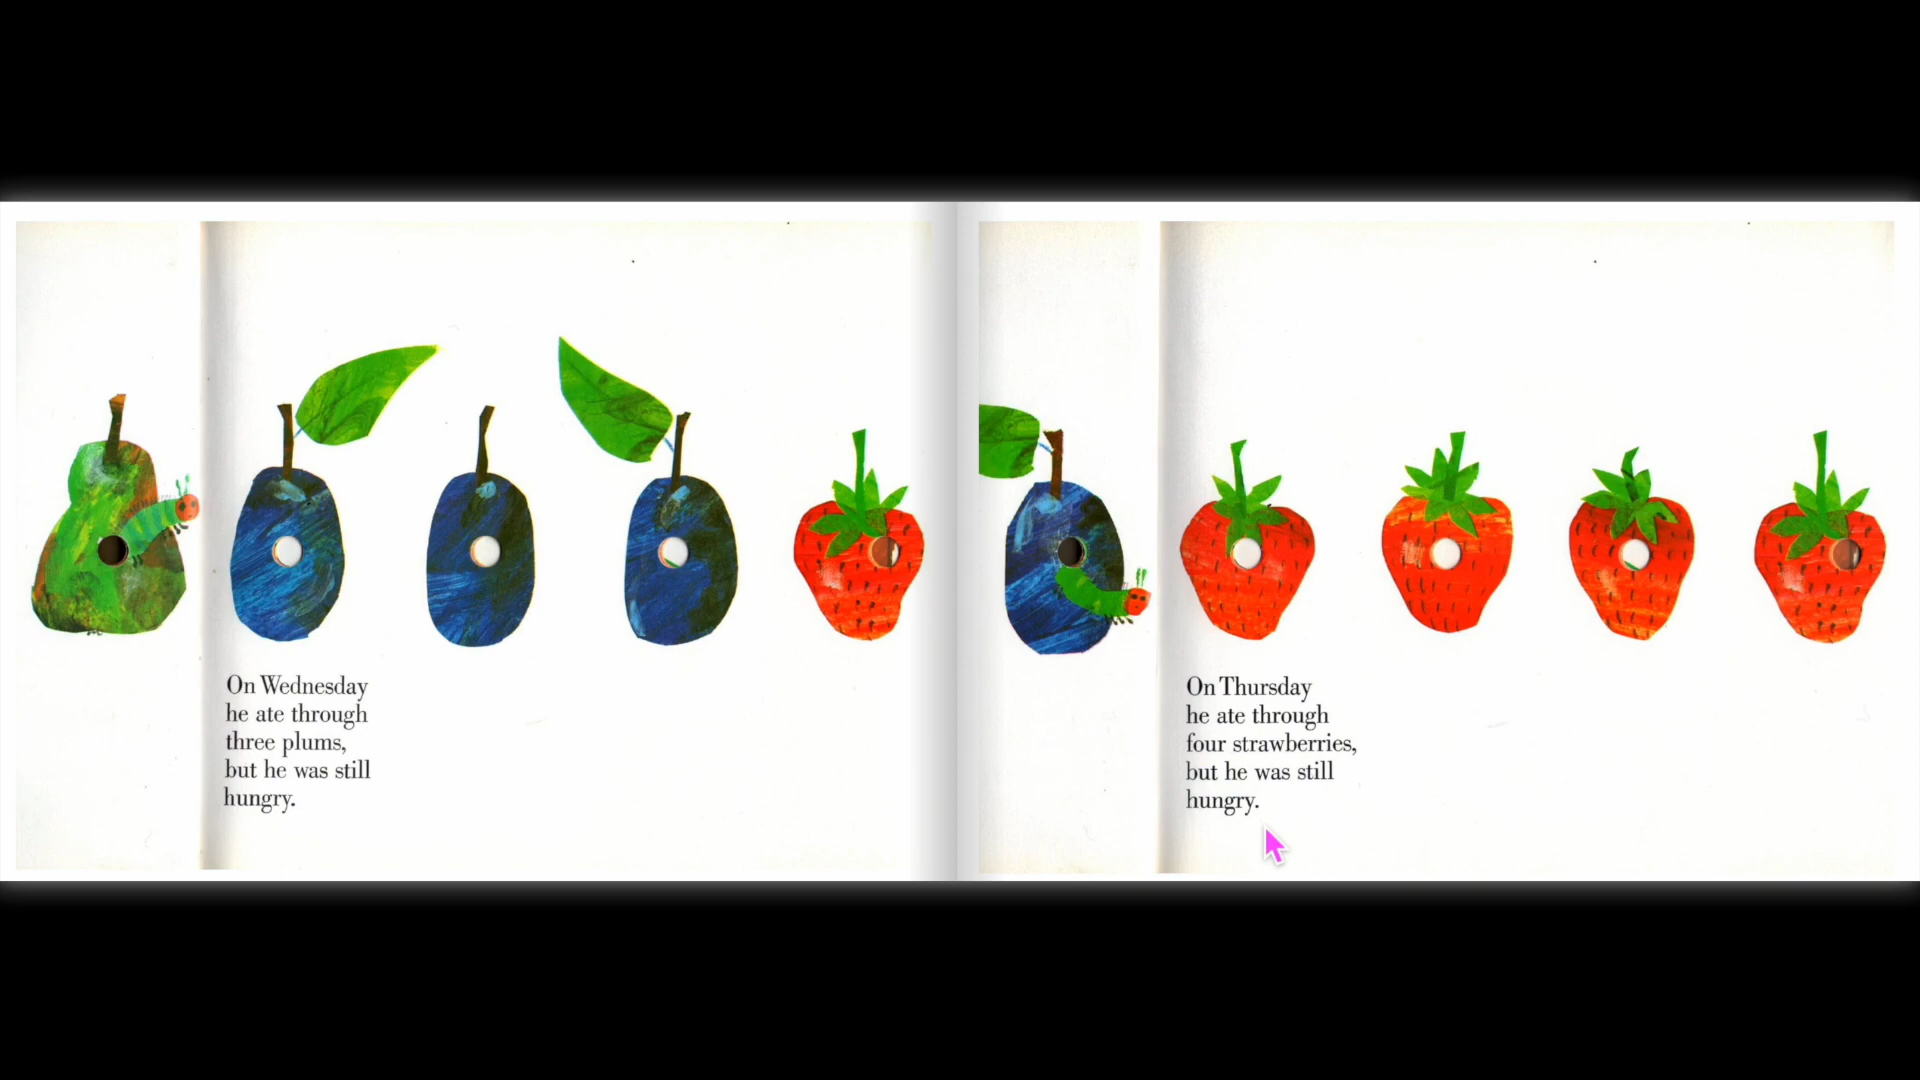 On Wednesday
he ate through
three plums,
but he was still
hungry.
On Thursday
he ate through
four strawberries,
but he was still
hungry.